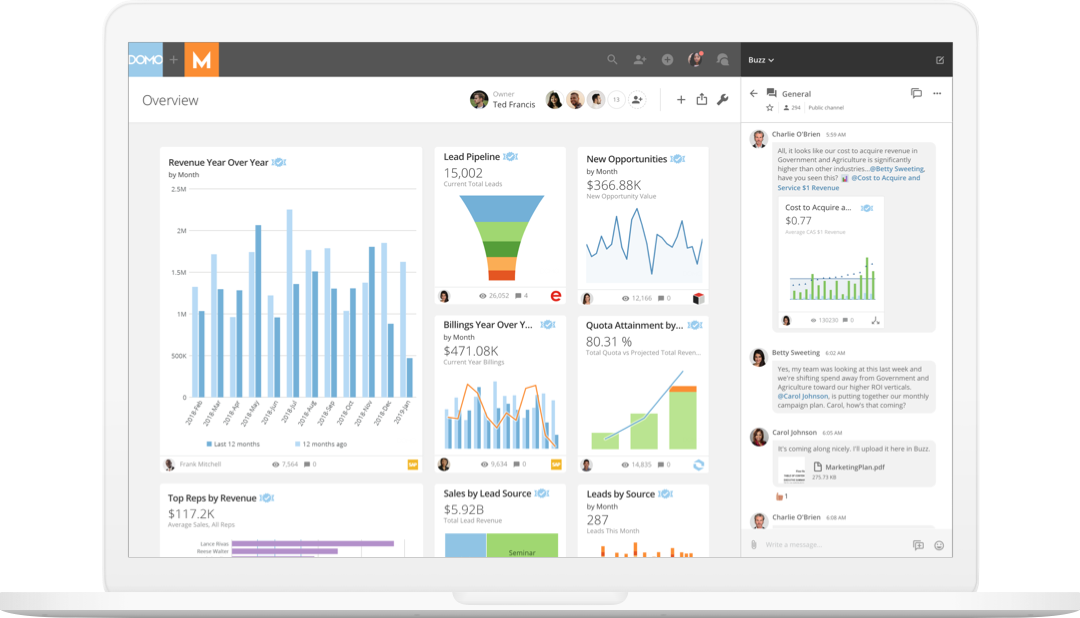 DOMO
M
Buzz
Overview
Owner
Ted Francis
13
Revenue Year Over Year
by Month
2.5M
2M
1.5M
1M
500K
0
2018-Feb
2018-Mar
2018-Apr
2018-May
2018-Jun
2018-Jul
2018-Aug
2018-Sep
2018-Oct
2018-Nov
2018-Dec
2019-Jan
Last 12 months
12 months ago
Frank Mitchell
7,564
0
Lead Pipeline
15,002
Current Total Leads
26,052
4
e
New Opportunities
by Month
$366.88K
New Opportunity Value
12,166
0
Billings Year Over Y...
by Month
$471.08K
Current Year Billings
9,634
0
SAP
Quota Attainment by...
80.31 %
Total Quota vs Projected Total Reven...
14,835
0
Top Reps by Revenue
$117.2K
Average Sales, All Reps
Lance Rivas
Reese Walter
Sales by Lead Source
$5.92B
Total Lead Revenue
Seminar
Leads by Source
by Month
287
Leads This Month
General
294
Public channel
Charlie O'Brien
5:59 AM
All, it looks like our cost to acquire revenue in
Government and Agriculture is significantly
higher than other industries...@Betty Sweeting,
have you seen this? @Cost to Acquire and
Service $1 Revenue
Cost to Acquire a...
$0.77
Average CAS $1 Revenue
130230
0
Betty Sweeting
6:02 AM
Yes, my team was looking at this last week and
we're shifting spend away from Government and
Agriculture toward our higher ROI verticals.
@Carol Johnson, is putting together our monthly
campaign plan. Carol, how's that coming?
Carol Johnson
6:05 AM
It's coming along nicely. I'll upload it here in Buzz.
MarketingPlan.pdf
275.73 KB
1
Charlie O'Brien
6:08 AM
Write a message...